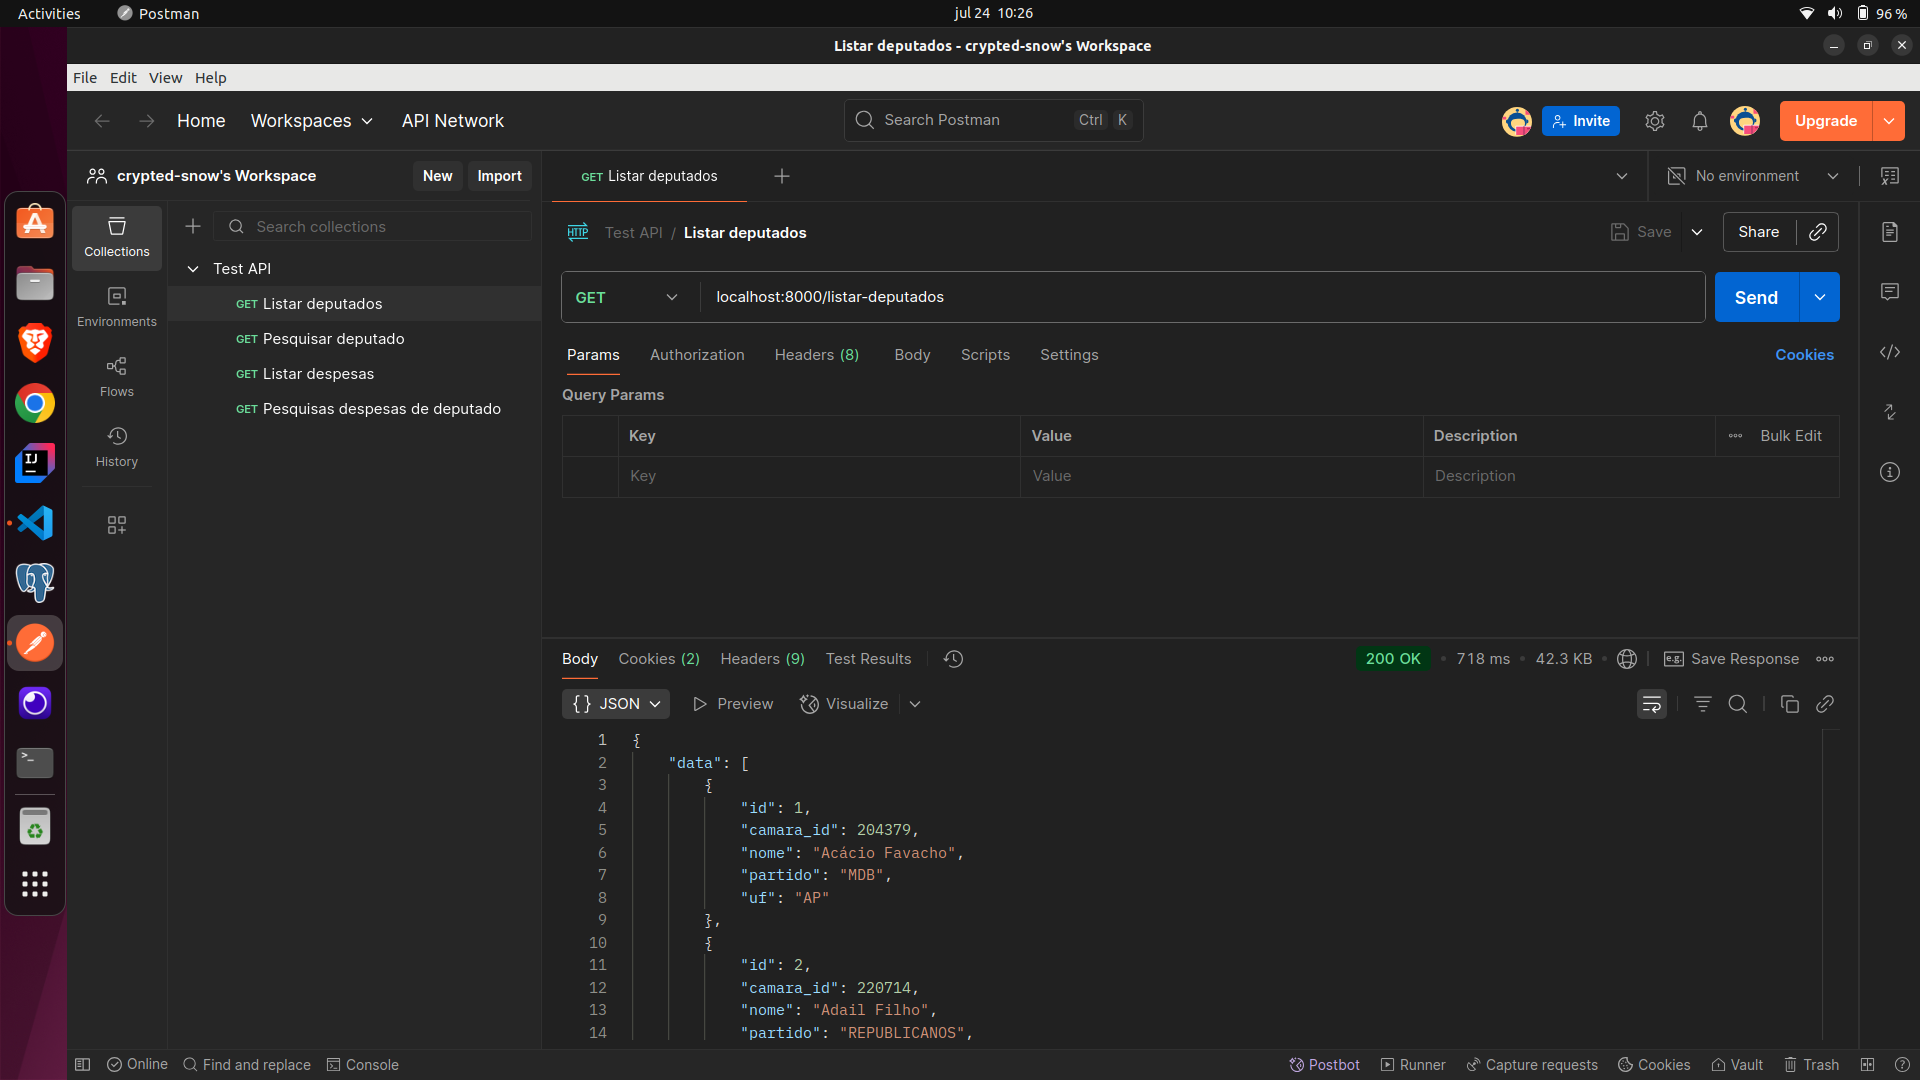 Activities
Postman
jul 24 10:26
96 %
Listar deputados - crypted-snow's Workspace
File Edit View Help
Home
Workspaces
API Network
Search Postman
Ctrl K
Invite
Upgrade
crypted-snow's Workspace
New
Import
GET Listar deputados
No environment
Collections
Search collections
Test API
GET Listar deputados
GET Pesquisar deputado
GET Listar despesas
GET Pesquisas despesas de deputado
Environments
Flows
History
HTTP
Test API / Listar deputados
Save
Share
GET
localhost:8000/listar-deputados
Send
Params
Authorization
Headers (8)
Body
Scripts
Settings
Cookies
Query Params
Key Value Description Bulk Edit
Key Value Description
Body
Cookies (2)
Headers (9)
Test Results
200 OK
718 ms
42.3 KB
e.g. Save Response
{} JSON
Preview
Visualize
1 {
2 "data": [
3 {
4 "id": 1,
5 "camara_id": 204379,
6 "nome": "Acácio Favacho",
7 "partido": "MDB",
8 "uf": "AP"
9 },
10 {
11 "id": 2,
12 "camara_id": 220714,
13 "nome": "Adail Filho",
14 "partido": "REPUBLICANOS",
Online
Find and replace
Console
Postbot
Runner
Capture requests
Cookies
Vault
Trash